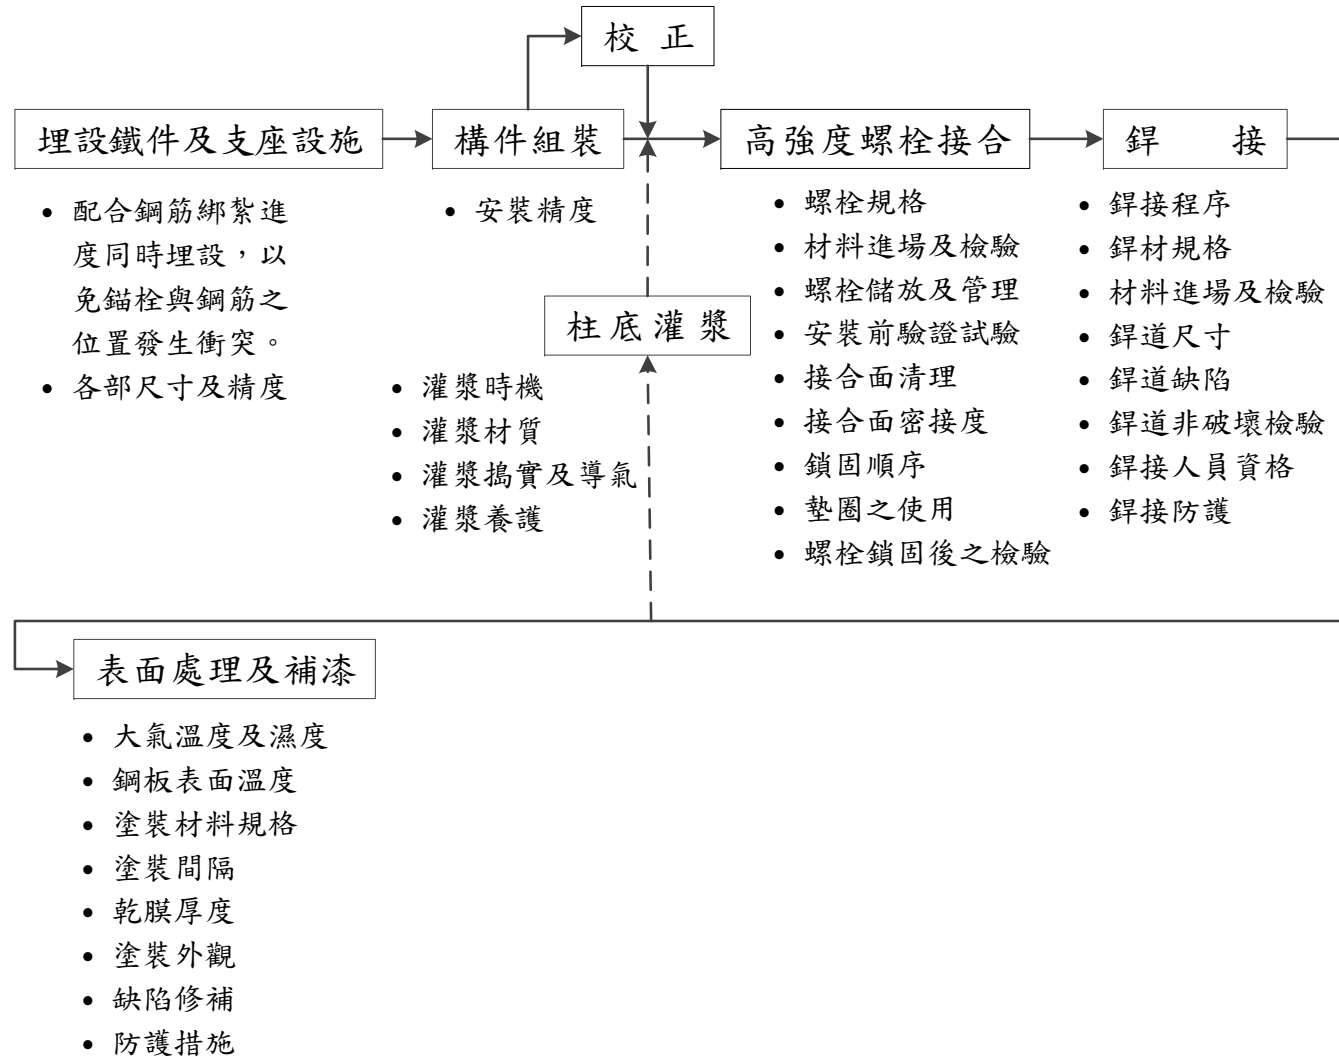 校 正
埋設鐵件及支座設施
構件組裝
高強度螺栓接合
銲 接
• 配合鋼筋綁紮進
度同時埋設，以
免錨栓與鋼筋之
位置發生衝突。
• 各部尺寸及精度
• 安裝精度
柱底灌漿
• 灌漿時機
• 灌漿材質
• 灌漿搗實及導氣
• 灌漿養護
• 螺栓規格
• 材料進場及檢驗
• 螺栓儲放及管理
• 安裝前驗證試驗
• 接合面清理
• 接合面密接度
• 鎖固順序
• 墊圈之使用
• 螺栓鎖固後之檢驗
• 銲接程序
• 銲材規格
• 材料進場及檢驗
• 銲道尺寸
• 銲道缺陷
• 銲道非破壞檢驗
• 銲接人員資格
• 銲接防護
表面處理及補漆
• 大氣溫度及濕度
• 鋼板表面溫度
• 塗裝材料規格
• 塗裝間隔
• 乾膜厚度
• 塗裝外觀
• 缺陷修補
• 防護措施